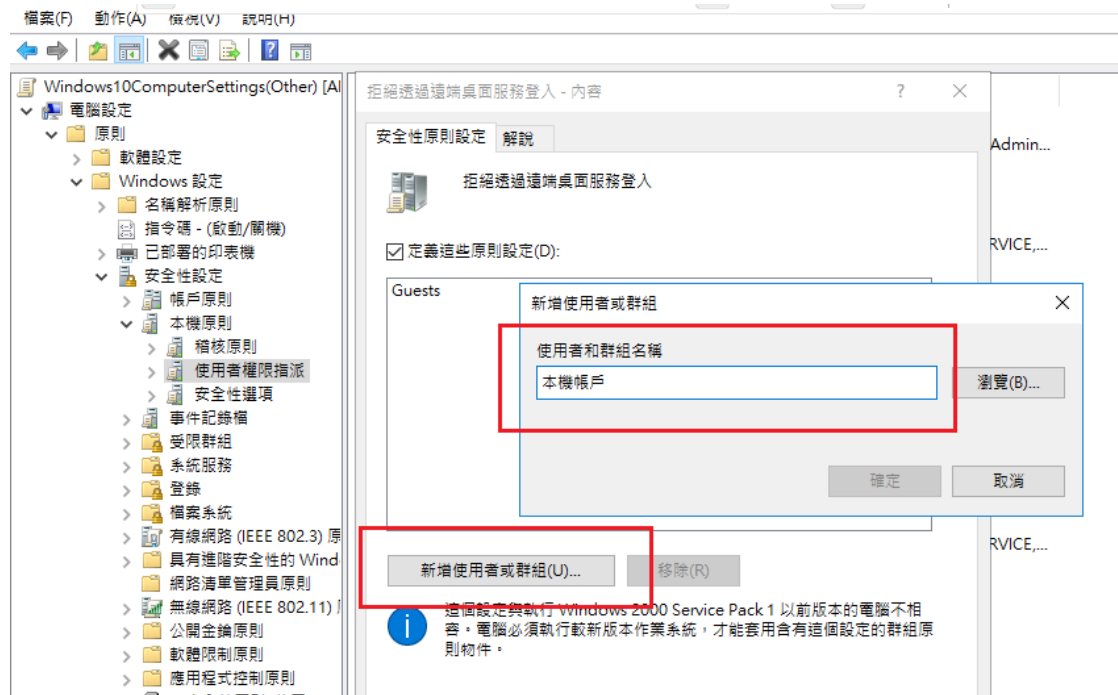 檔案(F) 動作(A) 檢視(V) 說明(H)
Windows10ComputerSettings(Other) [Al
電腦設定
原則
軟體設定
Windows 設定
名稱解析原則
指令碼 - (啟動/關機)
已部署的印表機
安全性設定
帳戶原則
本機原則
稽核原則
使用者權限指派
安全性選項
事件記錄檔
受限群組
系統服務
登錄
檔案系統
有線網路 (IEEE 802.3) 原
具有進階安全性的 Wind
網路清單管理員原則
無線網路 (IEEE 802.11)
公開金鑰原則
軟體限制原則
應用程式控制原則
拒絕透過遠端桌面服務登入 - 內容
安全性原則設定 解說
拒絕透過遠端桌面服務登入
定義這些原則設定(D):
Guests
新增使用者或群組
使用者和群組名稱
本機帳戶
瀏覽(B)...
確定 取消
新增使用者或群組(U)... 移除(R)
這個設定與執行 Windows 2000 Service Pack 1 以前版本的電腦不相
容。電腦必須執行較新版本作業系統，才能套用含有這個設定的群組原
則物件。
Admin...
RVICE,...
RVICE,...